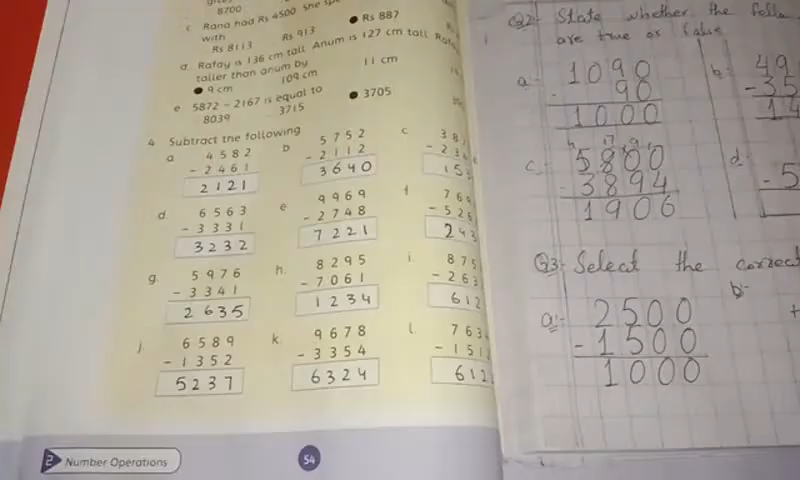 8700
c Rana had Rs 4500 She
with
Rs 8113 Rs 913 Rs 887
d. Rafay is 136 cm tall Anum is 127 cm tall
taller than anum by
9 cm 109 cm 11 cm
e 5872 - 2167 is equal to
8039 3715 3705
4 Subtract the following
a 4582 b 5752 c
- 2461 - 2112
2121 3640
d. 6563 e 9969 f
- 3331 - 2748
3232 7221
g. 5976 h. 8295 i.
- 3341 - 7061
2635 1234
j. 6589 k. 9678 l.
- 1352 - 3354
5237 6324
2 Number Operations
54
Q2:- State whether the
are true or false
a:- 1090 b:-
- 90
1000
c:- 5800 d:-
- 3894
1906
Q3:- Select the correct
a:- 2500 b:-
- 1500
1000